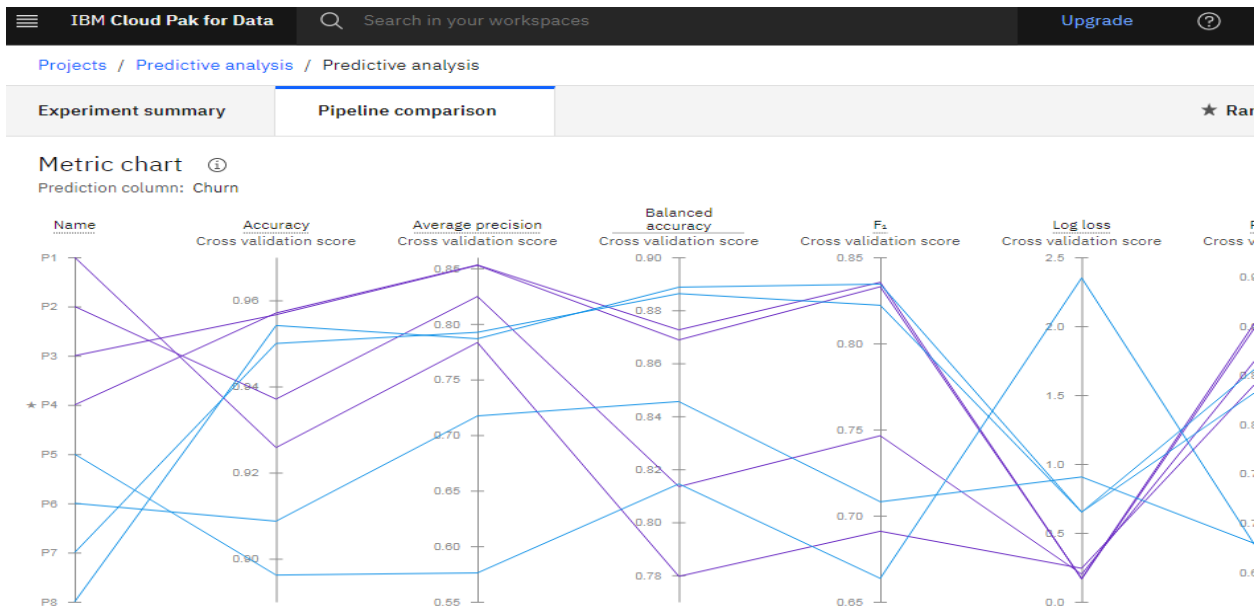 IBM Cloud Pak for Data Search in your workspaces Upgrade
Projects / Predictive analysis / Predictive analysis
Experiment summary Pipeline comparison ★ Rar
Metric chart
Prediction column: Churn
Name Accuracy Average precision Balanced accuracy F₁ Log loss
Cross validation score Cross validation score Cross validation score Cross validation score Cross validation score Cross v
P1
P2
P3
★ P4
P5
P6
P7
P8
0.96
0.94
0.92
0.90
0.85
0.80
0.75
0.70
0.65
0.60
0.55
0.90
0.88
0.86
0.84
0.82
0.80
0.78
0.85
0.80
0.75
0.70
0.65
2.5
2.0
1.5
1.0
0.5
0.0